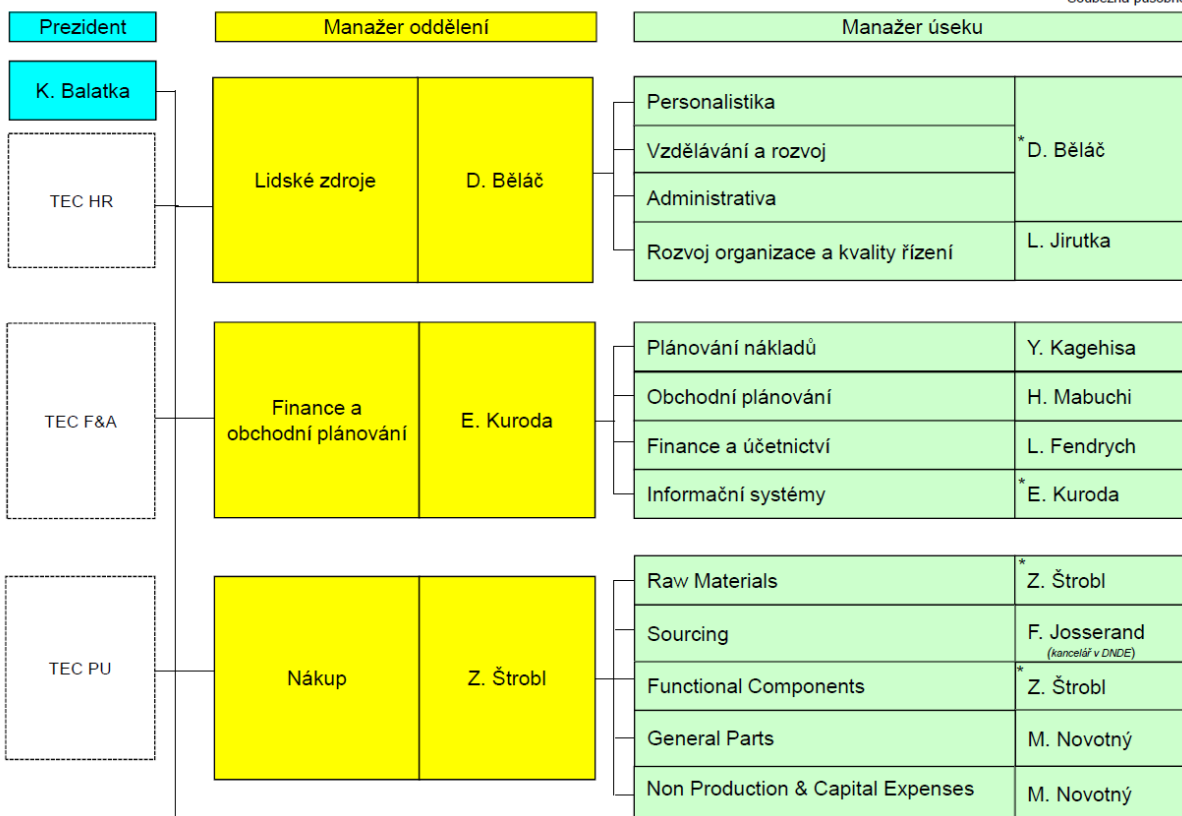 Prezident
Manažer oddělení
Manažer úseku
K. Balatka
TEC HR
Lidské zdroje
D. Běláč
Personalistika
Vzdělávání a rozvoj
Administrativa
* D. Běláč
Rozvoj organizace a kvality řízení
L. Jirutka
TEC F&A
Finance a
obchodní plánování
E. Kuroda
Plánování nákladů
Y. Kagehisa
Obchodní plánování
H. Mabuchi
Finance a účetnictví
L. Fendrych
Informační systémy
* E. Kuroda
TEC PU
Nákup
Z. Štrobl
Raw Materials
* Z. Štrobl
Sourcing
F. Josserand
(kancelář v DNDE)
Functional Components
* Z. Štrobl
General Parts
M. Novotný
Non Production & Capital Expenses
M. Novotný